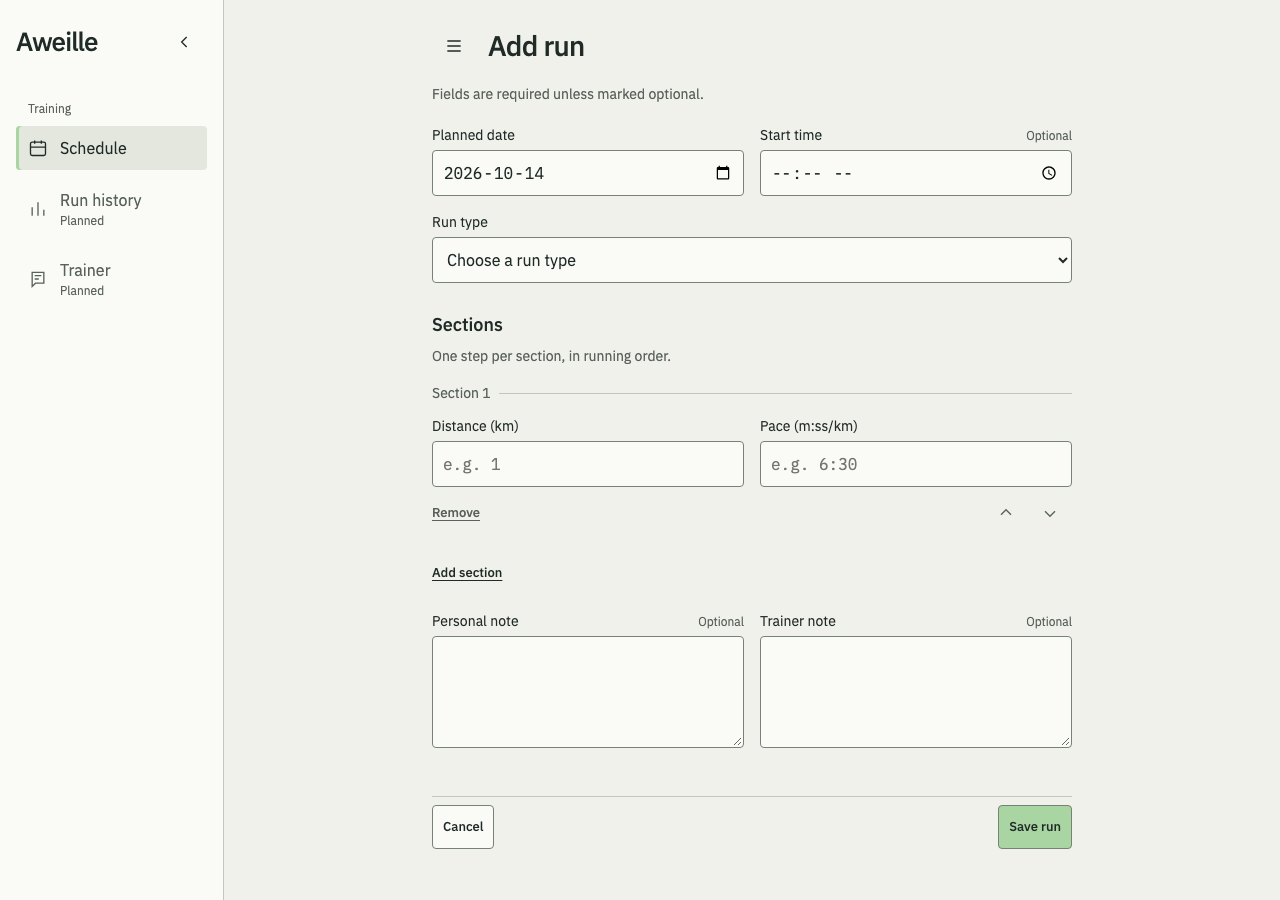 Aweille
Training
Schedule
Run history
Planned
Trainer
Planned
Add run
Fields are required unless marked optional.
Planned date
Start time Optional
2026-10-14
--:-- --
Run type
Choose a run type
Sections
One step per section, in running order.
Section 1
Distance (km)
Pace (m:ss/km)
e.g. 1
e.g. 6:30
Remove
Add section
Personal note Optional
Trainer note Optional
Cancel
Save run